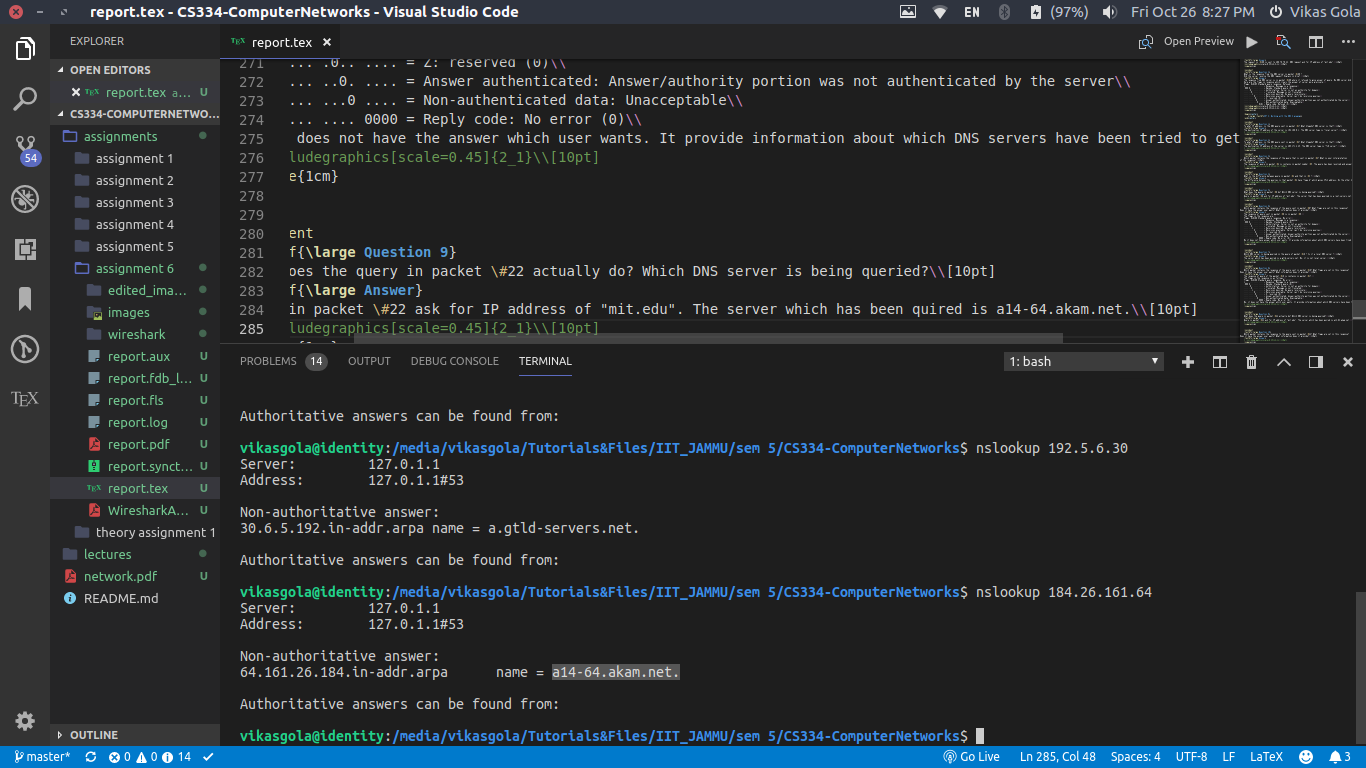 report.tex - CS334-ComputerNetworks - Visual Studio Code
EN
(97%)
Fri Oct 26 8:27 PM
Vikas Gola
EXPLORER
OPEN EDITORS
report.tex a... U
CS334-COMPUTERNETWO...
assignments
assignment 1
assignment 2
assignment 3
assignment 4
assignment 5
assignment 6
edited_ima...
images
wireshark
report.aux U
report.fdb_l... U
report.fls U
report.log U
report.pdf U
report.synct... U
report.tex U
WiresharkA... U
theory assignment 1
lectures
network.pdf U
README.md
OUTLINE
54
TEX
TEX report.tex
Open Preview
271 ... .0.. .... = Z: reserved (0)\\
272 ... ..0. .... = Answer authenticated: Answer/authority portion was not authenticated by the server\\
273 ... ...0 .... = Non-authenticated data: Unacceptable\\
274 ... .... 0000 = Reply code: No error (0)\\
275 does not have the answer which user wants. It provide information about which DNS servers have been tried to get
276 ludegraphics[scale=0.45]{2_1}\\[10pt]
277 e{1cm}
278
279
280 ent
281 f{\large Question 9}
282 oes the query in packet \#22 actually do? Which DNS server is being queried?\\[10pt]
283 f{\large Answer}
284 in packet \#22 ask for IP address of "mit.edu". The server which has been quired is a14-64.akam.net.\\[10pt]
285 ludegraphics[scale=0.45]{2_1}\\[10pt]
PROBLEMS 14 OUTPUT DEBUG CONSOLE TERMINAL
1: bash
Authoritative answers can be found from:
vikasgola@identity:/media/vikasgola/Tutorials&Files/IIT_JAMMU/sem 5/CS334-ComputerNetworks$ nslookup 192.5.6.30
Server: 127.0.1.1
Address: 127.0.1.1#53
Non-authoritative answer:
30.6.5.192.in-addr.arpa name = a.gtld-servers.net.
Authoritative answers can be found from:
vikasgola@identity:/media/vikasgola/Tutorials&Files/IIT_JAMMU/sem 5/CS334-ComputerNetworks$ nslookup 184.26.161.64
Server: 127.0.1.1
Address: 127.0.1.1#53
Non-authoritative answer:
64.161.26.184.in-addr.arpa name = a14-64.akam.net.
Authoritative answers can be found from:
vikasgola@identity:/media/vikasgola/Tutorials&Files/IIT_JAMMU/sem 5/CS334-ComputerNetworks$
master* 0 0 14
Go Live
Ln 285, Col 48
Spaces: 4
UTF-8
LF
LaTeX
3